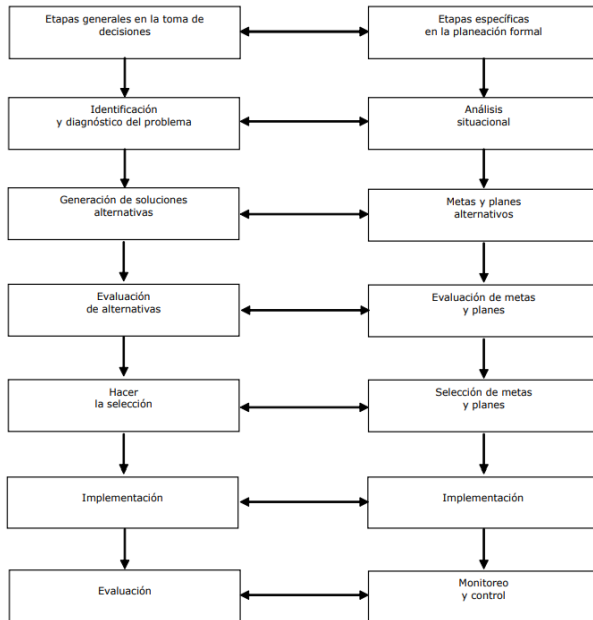 Etapas generales en la toma de
decisiones
Etapas específicas
en la planeación formal
Identificación
y diagnóstico del problema
Análisis
situacional
Generación de soluciones
alternativas
Metas y planes
alternativos
Evaluación
de alternativas
Evaluación de metas
y planes
Hacer
la selección
Selección de metas
y planes
Implementación
Implementación
Evaluación
Monitoreo
y control